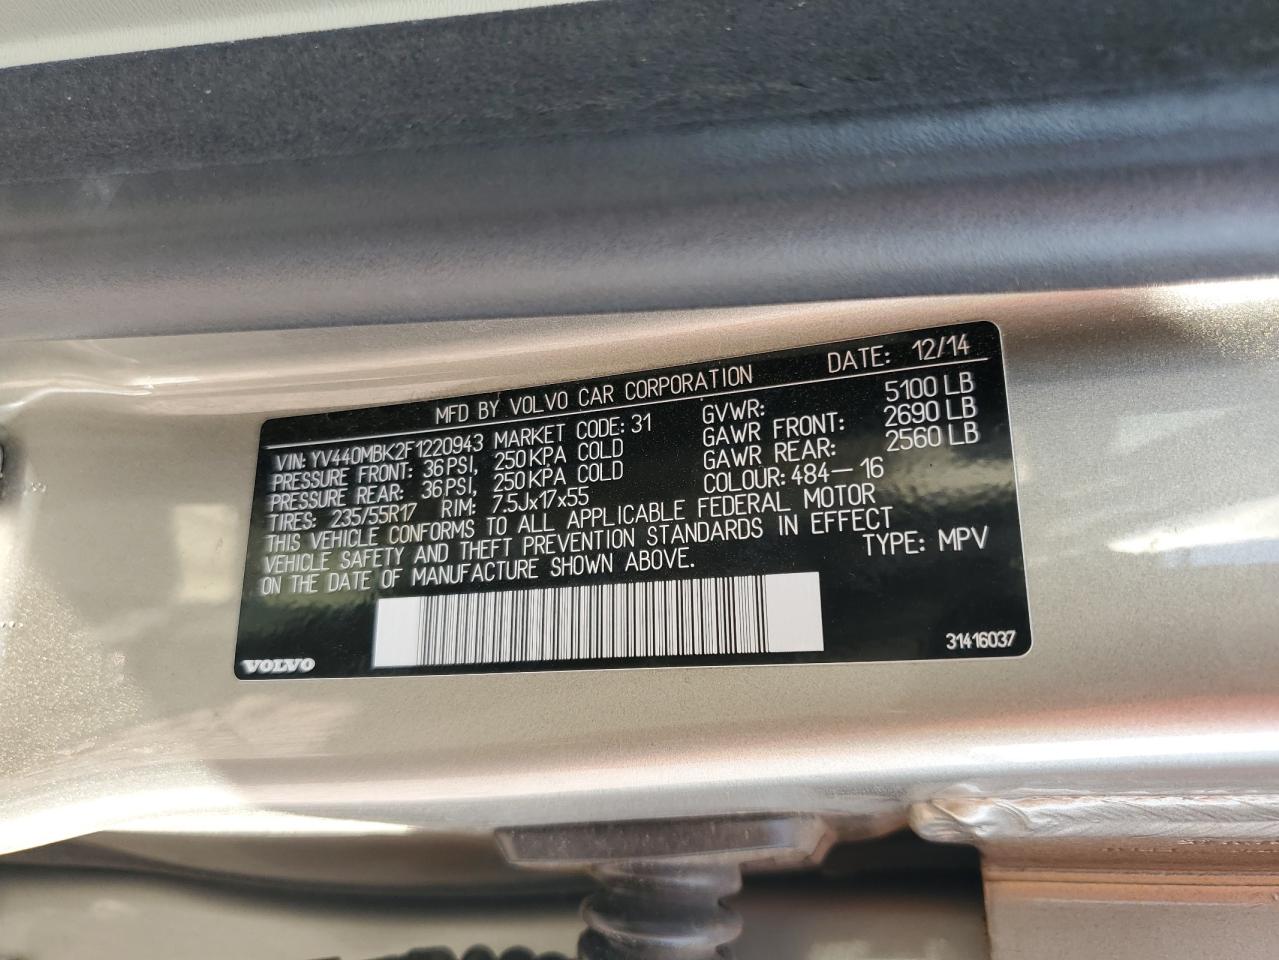 MFD BY VOLVO CAR CORPORATION DATE: 12/14
VIN: YV440MBK2F1220943 MARKET CODE: 31 GVWR: 5100 LB
PRESSURE FRONT: 36 PSI, 250 KPA COLD GAWR FRONT: 2690 LB
PRESSURE REAR: 36 PSI, 250 KPA COLD GAWR REAR: 2560 LB
TIRES: 235/55R17 RIM: 7.5Jx17x55 COLOUR: 484-16
THIS VEHICLE CONFORMS TO ALL APPLICABLE FEDERAL MOTOR
VEHICLE SAFETY AND THEFT PREVENTION STANDARDS IN EFFECT
ON THE DATE OF MANUFACTURE SHOWN ABOVE. TYPE: MPV
VOLVO 31416037